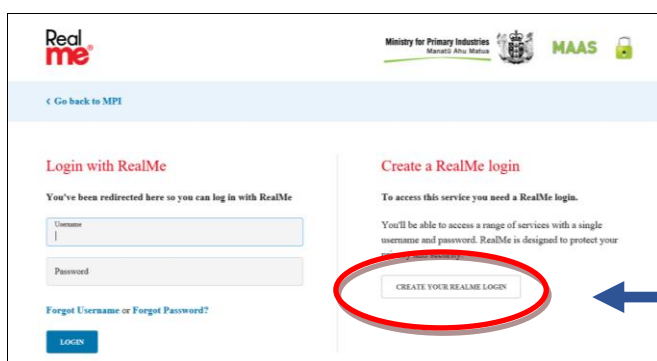 Real
me
Ministry for Primary Industries
Manatū Ahu Matua
MAAS
< Go back to MPI
Login with RealMe
You've been redirected here so you can log in with RealMe
Username
Password
Forgot Username or Forgot Password?
LOGIN
Create a RealMe login
To access this service you need a RealMe login.
You'll be able to access a range of services with a single
username and password. RealMe is designed to protect your
privacy and security.
CREATE YOUR REALME LOGIN